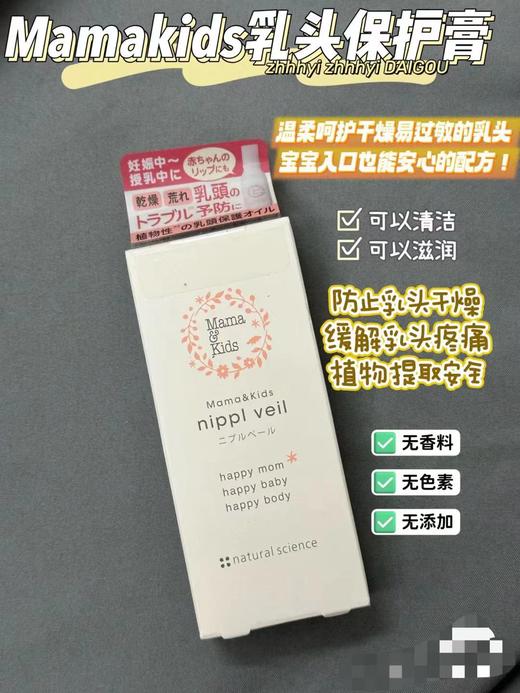 Mamakids乳头保护膏
zhhhyi zhhhyi DAIGOU
温柔呵护干燥易过敏的乳头
宝宝入口也能安心的配方！
可以清洁
可以滋润
防止乳头干燥
缓解乳头疼痛
植物提取安全
无香料
无色素
无添加
妊娠中～
授乳中に
赤ちゃんの
リップにも
乾燥 荒れ 乳頭の
トラブル予防に
植物性の乳頭保護オイル
Mama
&
Kids
Mama&Kids
nippl veil
ニプルベール
happy mom
happy baby
happy body
natural science